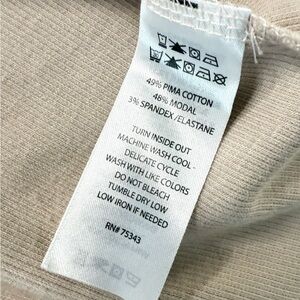 49% PIMA COTTON
48% MODAL
3% SPANDEX/ELASTANE
TURN INSIDE OUT
MACHINE WASH COOL -
DELICATE CYCLE
WASH WITH LIKE COLORS
DO NOT BLEACH
TUMBLE DRY LOW
LOW IRON IF NEEDED
RN# 75343